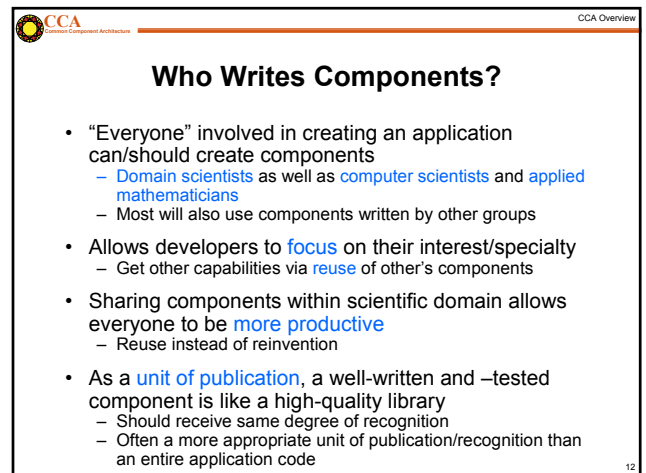 CCA
Common Component Architecture
CCA Overview
Who Writes Components?
• “Everyone” involved in creating an application
can/should create components
– Domain scientists as well as computer scientists and applied
mathematicians
– Most will also use components written by other groups
• Allows developers to focus on their interest/specialty
– Get other capabilities via reuse of other’s components
• Sharing components within scientific domain allows
everyone to be more productive
– Reuse instead of reinvention
• As a unit of publication, a well-written and –tested
component is like a high-quality library
– Should receive same degree of recognition
– Often a more appropriate unit of publication/recognition than
an entire application code
12